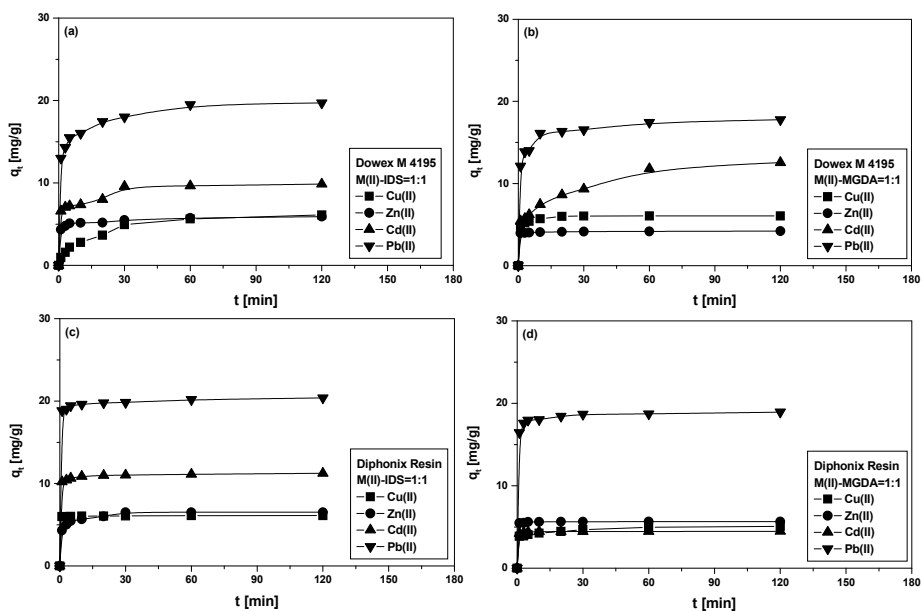 (a)
30
20
10
0
q_t [mg/g]
Dowex M 4195
M(II)-IDS=1:1
Cu(II)
Zn(II)
Cd(II)
Pb(II)
0 30 60 90 120 150 180
t [min]
(b)
30
20
10
0
q_t [mg/g]
Dowex M 4195
M(II)-MGDA=1:1
Cu(II)
Zn(II)
Cd(II)
Pb(II)
0 30 60 90 120 150 180
t [min]
(c)
30
20
10
0
q_t [mg/g]
Diphonix Resin
M(II)-IDS=1:1
Cu(II)
Zn(II)
Cd(II)
Pb(II)
0 30 60 90 120 150 180
t [min]
(d)
30
20
10
0
q_t [mg/g]
Diphonix Resin
M(II)-MGDA=1:1
Cu(II)
Zn(II)
Cd(II)
Pb(II)
0 30 60 90 120 150 180
t [min]